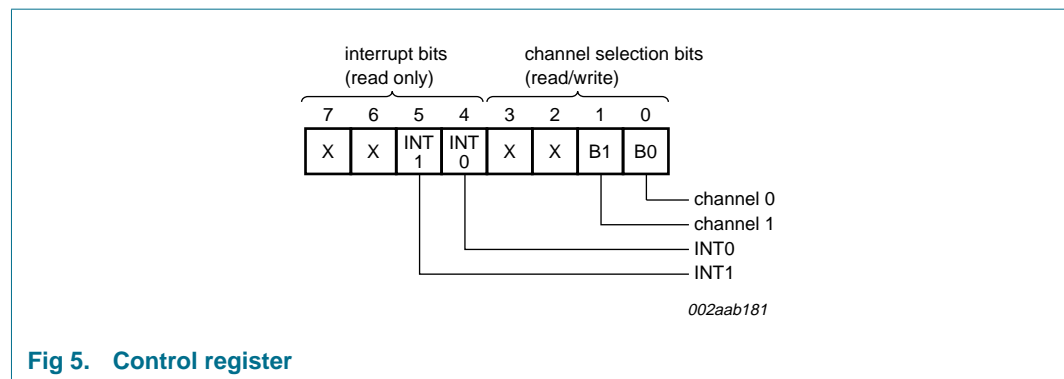 interrupt bits
(read only)
channel selection bits
(read/write)
7 6 5 4 3 2 1 0
X X INT 1 INT 0 X X B1 B0
channel 0
channel 1
INT0
INT1
002aab181
Fig 5. Control register